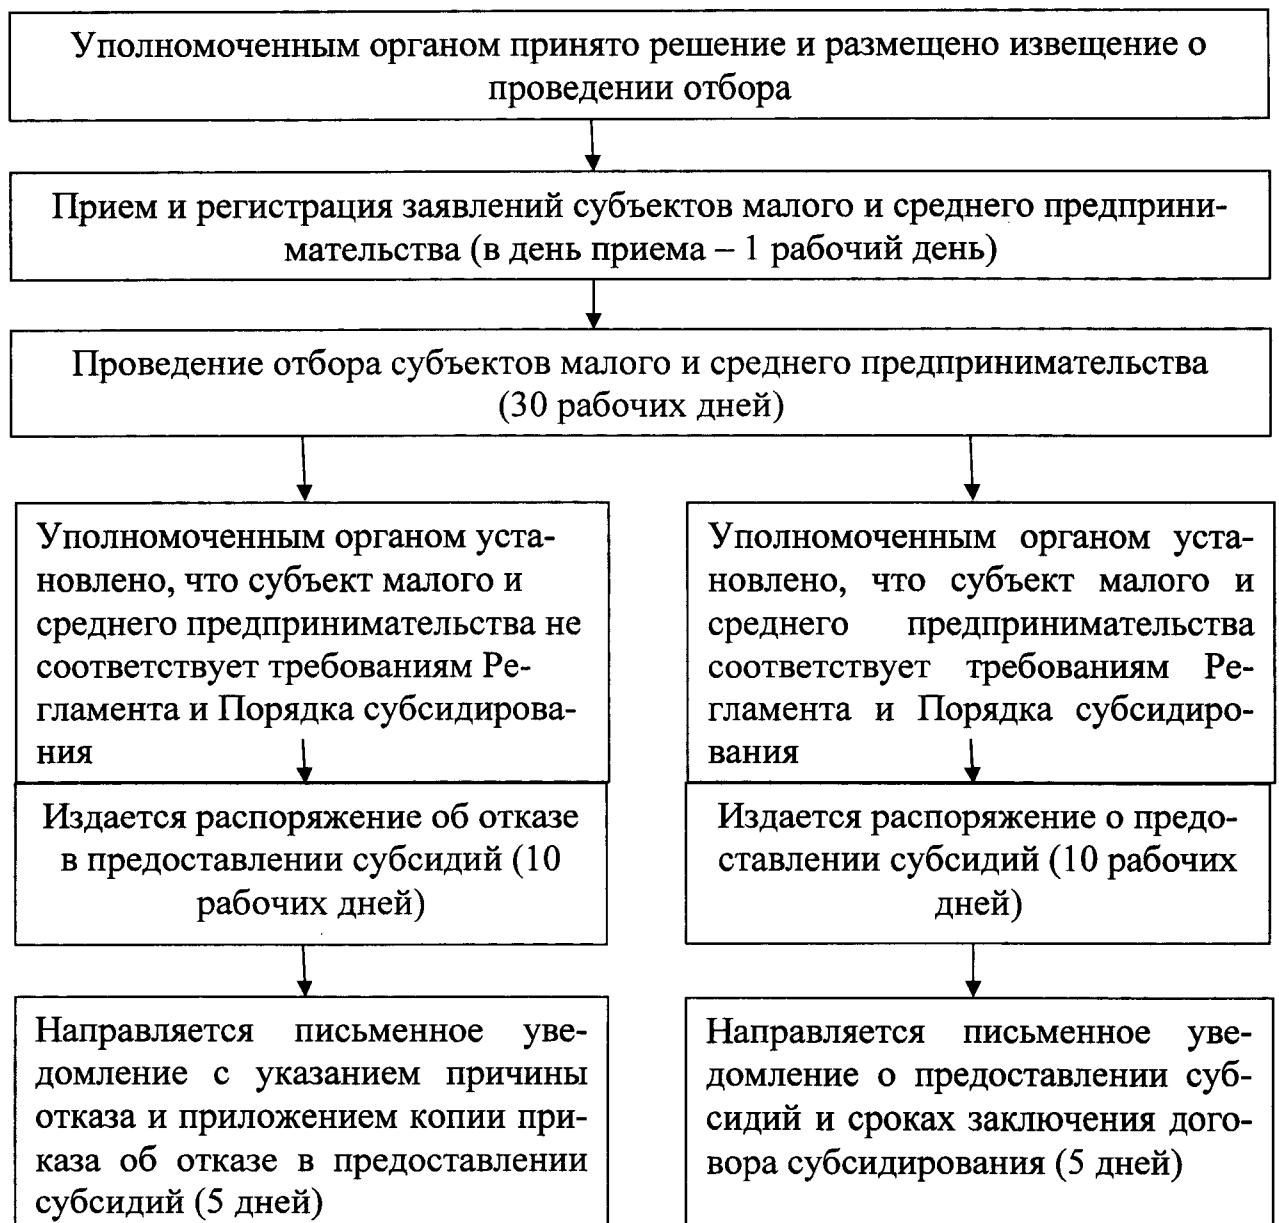 Уполномоченным органом принято решение и размещено извещение о
проведении отбора
Прием и регистрация заявлений субъектов малого и среднего предприни-
мательства (в день приема – 1 рабочий день)
Проведение отбора субъектов малого и среднего предпринимательства
(30 рабочих дней)
Уполномоченным органом уста-
новлено, что субъект малого и
среднего предпринимательства не
соответствует требованиям Ре-
гламента и Порядка субсидирова-
ния
Издается распоряжение об отказе
в предоставлении субсидий (10
рабочих дней)
Направляется письменное уве-
домление с указанием причины
отказа и приложением копии при-
каза об отказе в предоставлении
субсидий (5 дней)
Уполномоченным органом уста-
новлено, что субъект малого и
среднего предпринимательства
соответствует требованиям Ре-
гламента и Порядка субсидиро-
вания
Издается распоряжение о предо-
ставлении субсидий (10 рабочих
дней)
Направляется письменное уве-
домление о предоставлении суб-
сидий и сроках заключения дого-
вора субсидирования (5 дней)